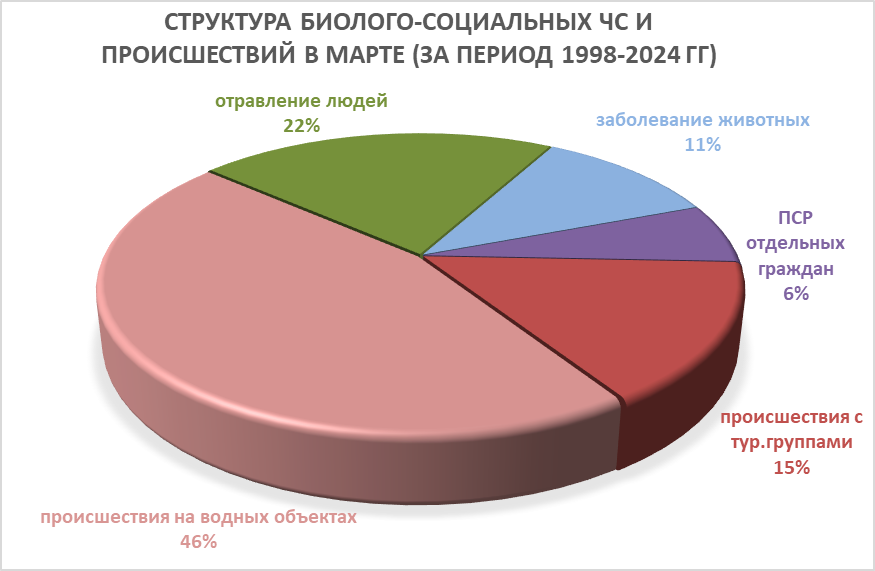 СТРУКТУРА БИОЛОГО-СОЦИАЛЬНЫХ ЧС И
ПРОИСШЕСТВИЙ В МАРТЕ (ЗА ПЕРИОД 1998-2024 ГГ)
отравление людей
22%
заболевание животных
11%
ПСР
отдельных
граждан
6%
происшествия с
тур.группами
15%
происшествия на водных объектах
46%